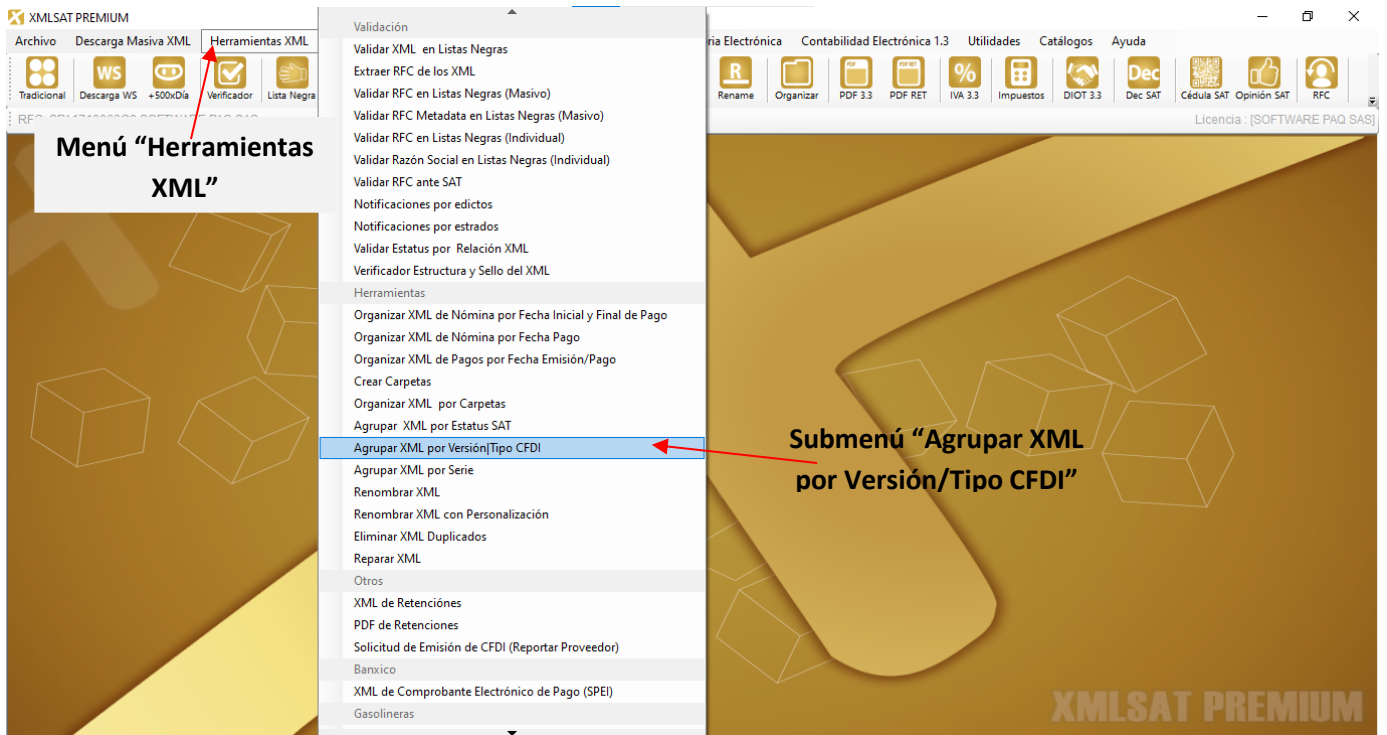 XMLSAT PREMIUM
Archivo Descarga Masiva XML Herramientas XML
ria Electrónica Contabilidad Electrónica 1.3 Utilidades Catálogos Ayuda
Tradicional WS Descarga WS +500xDía Verificador Lista Negra
R Rename Organizar PDF PDF 3.3 PDF RET PDF RET % IVA 3.3 Impuestos DIOT 3.3 Dec Dec SAT Cédula SAT Opinión SAT RFC
SOFTWARE PAQ SAS
Licencia : [SOFTWARE PAQ SAS]
Menú “Herramientas
XML”
Validación
Validar XML en Listas Negras
Extraer RFC de los XML
Validar RFC en Listas Negras (Masivo)
Validar RFC Metadata en Listas Negras (Masivo)
Validar RFC en Listas Negras (Individual)
Validar Razón Social en Listas Negras (Individual)
Validar RFC ante SAT
Notificaciones por edictos
Notificaciones por estrados
Validar Estatus por Relación XML
Verificador Estructura y Sello del XML
Herramientas
Organizar XML de Nómina por Fecha Inicial y Final de Pago
Organizar XML de Nómina por Fecha Pago
Organizar XML de Pagos por Fecha Emisión/Pago
Crear Carpetas
Organizar XML por Carpetas
Agrupar XML por Estatus SAT
Agrupar XML por Versión|Tipo CFDI
Agrupar XML por Serie
Renombrar XML
Renombrar XML con Personalización
Eliminar XML Duplicados
Reparar XML
Otros
XML de Retenciónes
PDF de Retenciones
Solicitud de Emisión de CFDI (Reportar Proveedor)
Banxico
XML de Comprobante Electrónico de Pago (SPEI)
Gasolineras
Submenú “Agrupar XML
por Versión/Tipo CFDI”
XMLSAT PREMIUM